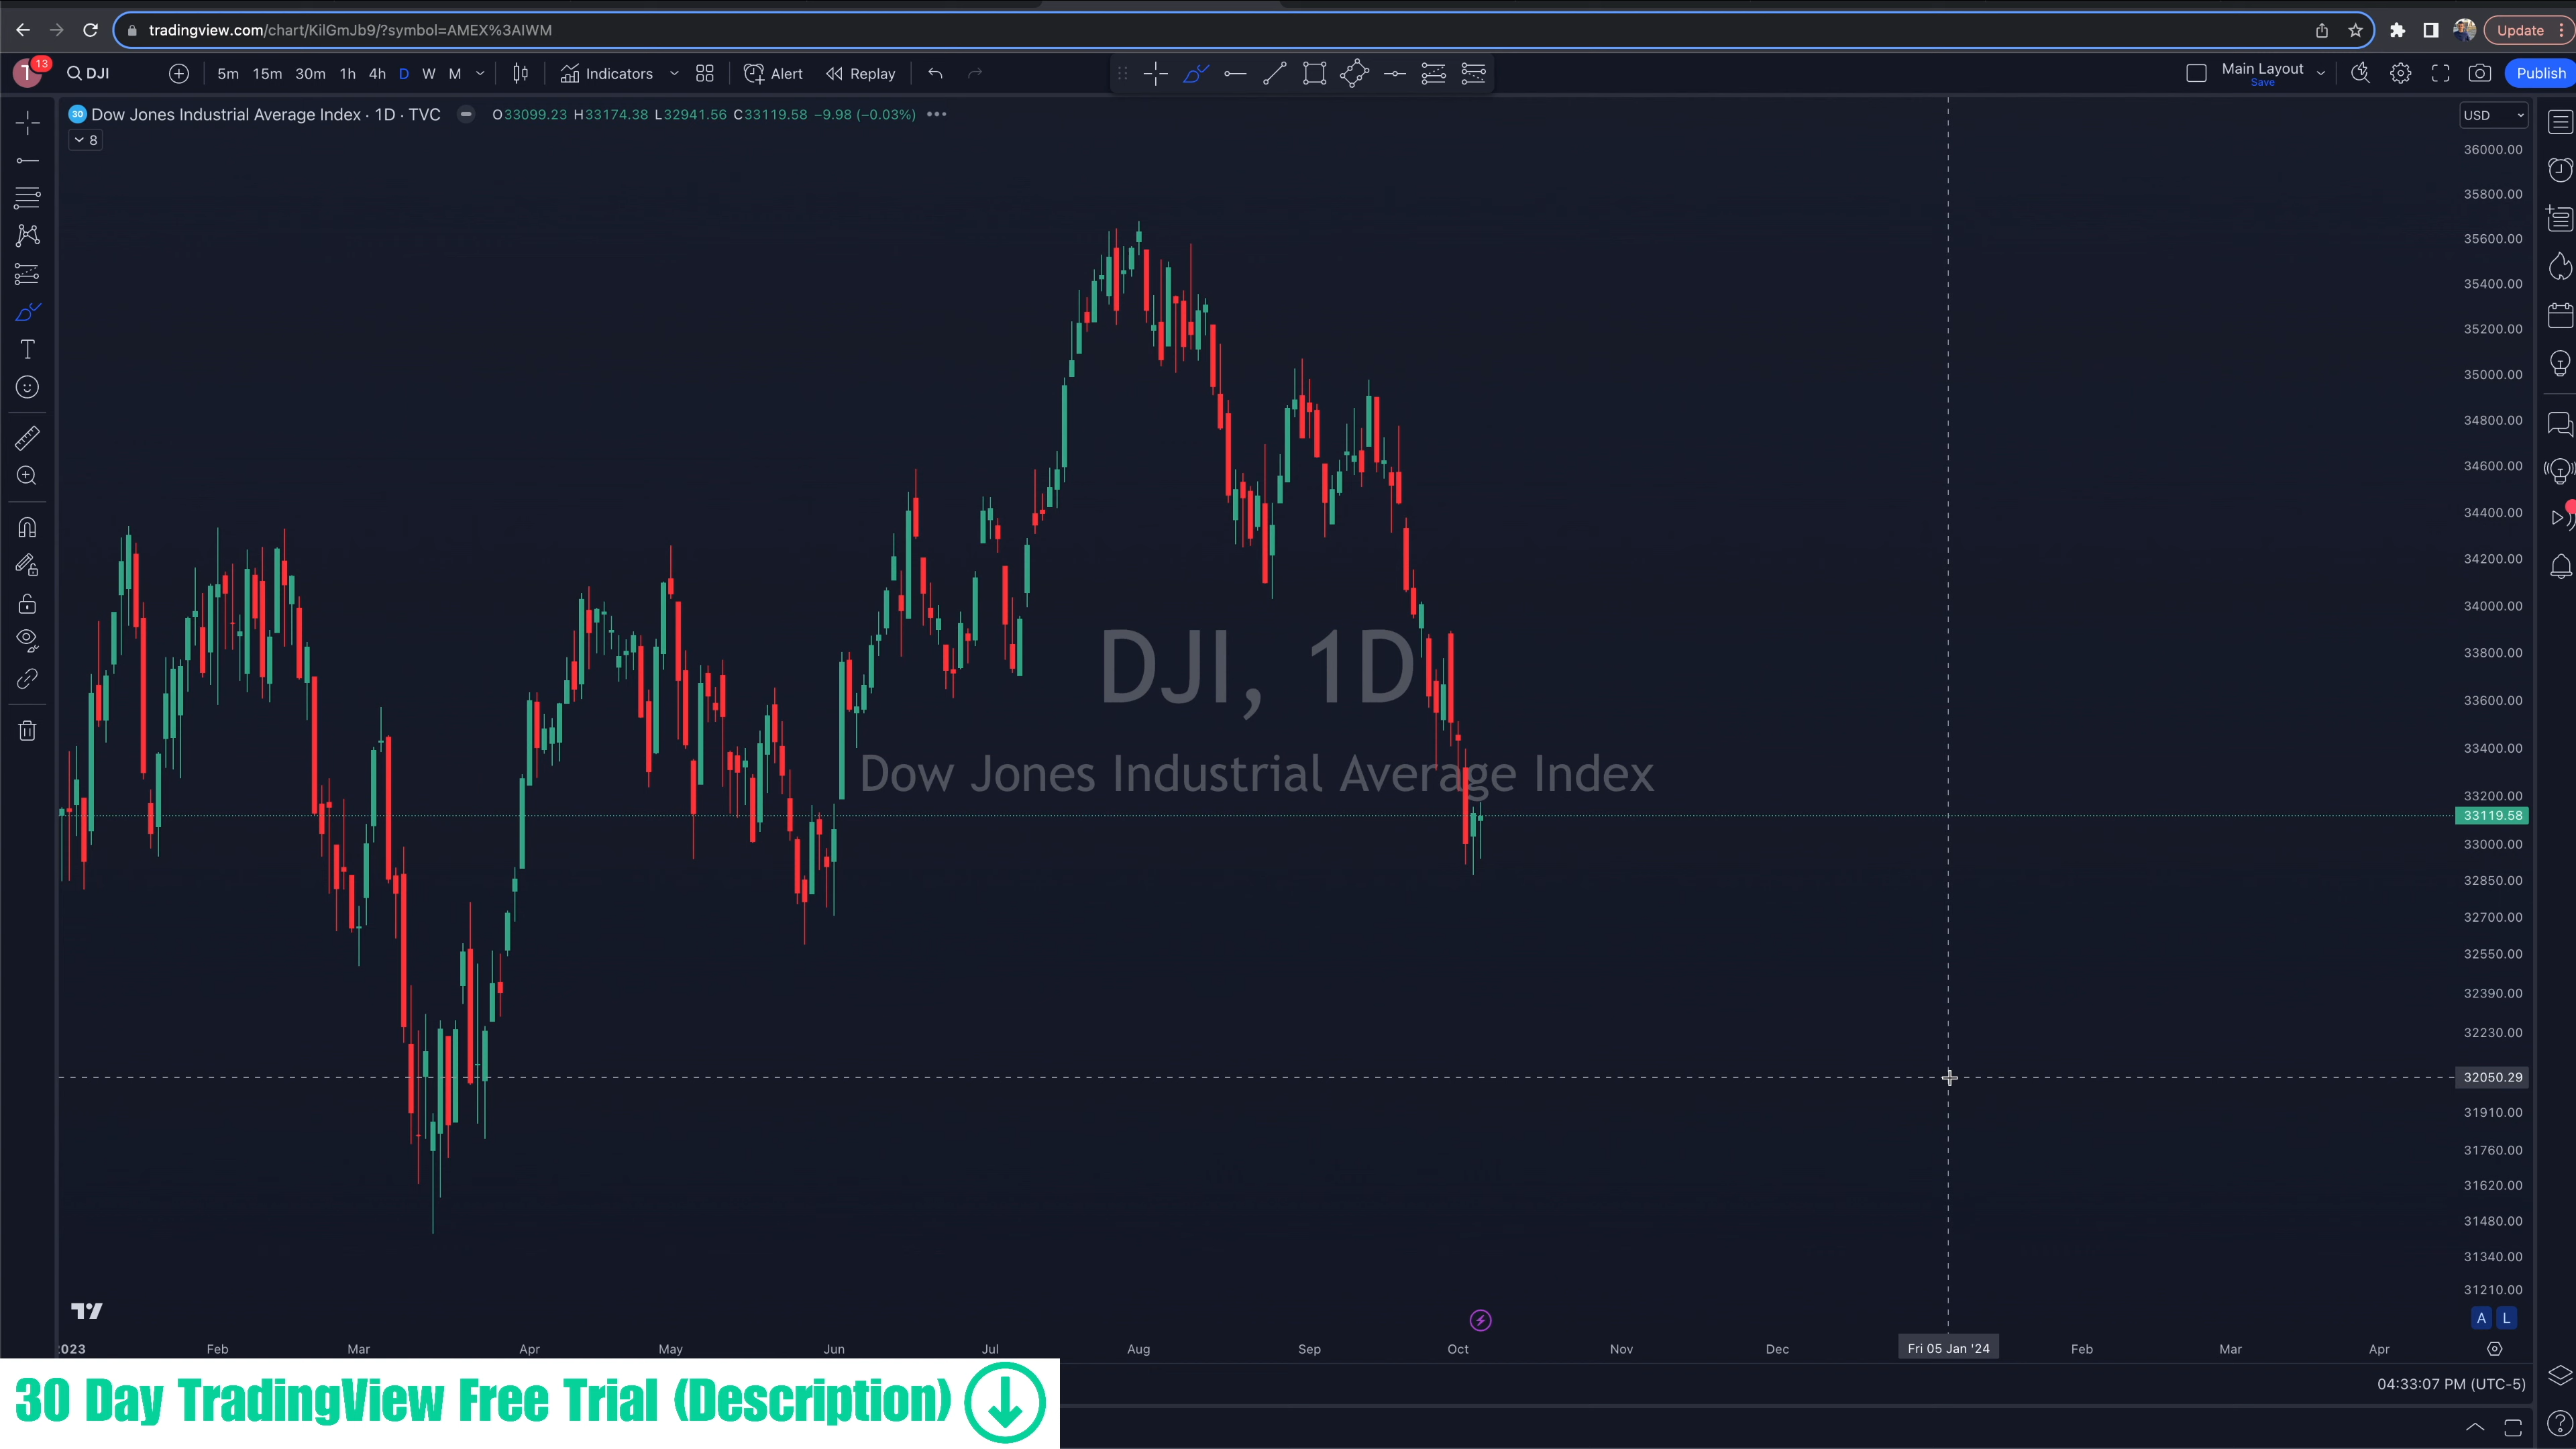 tradingview.com/chart/KilGmJb9/?symbol=AMEX%3AIWM
Update
13
DJI
5m 15m 30m 1h 4h D W M
Indicators
Alert
Replay
Main Layout
Save
Publish
30 Dow Jones Industrial Average Index · 1D · TVC
O33099.23 H33174.38 L32941.56 C33119.58 −9.98 (−0.03%)
8
USD
36000.00
35800.00
35600.00
35400.00
35200.00
35000.00
34800.00
34600.00
34400.00
34200.00
34000.00
33800.00
33600.00
33400.00
33200.00
33119.58
33000.00
32850.00
32700.00
32550.00
32390.00
32230.00
32050.29
31910.00
31760.00
31620.00
31480.00
31340.00
31210.00
DJI, 1D
Dow Jones Industrial Average Index
A L
023 Feb Mar Apr May Jun Jul Aug Sep Oct Nov Dec Fri 05 Jan '24 Feb Mar Apr
04:33:07 PM (UTC-5)
30 Day TradingView Free Trial (Description)